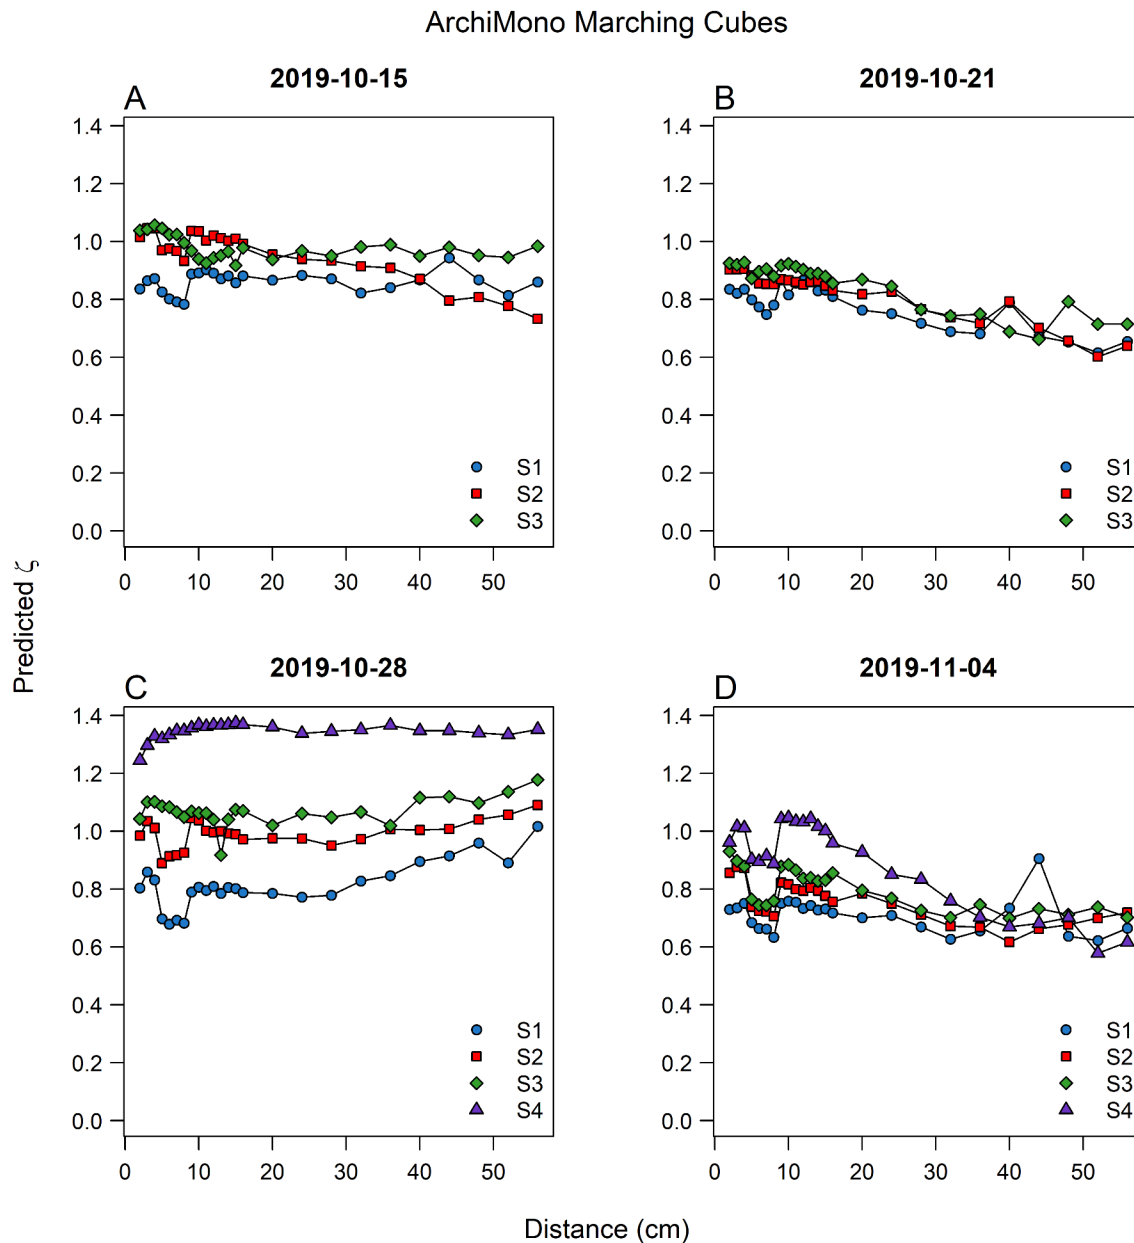 ArchiMono Marching Cubes
A
2019-10-15
1.4
1.2
1.0
0.8
0.6
0.4
0.2
0.0
0 10 20 30 40 50
S1
S2
S3
B
2019-10-21
1.4
1.2
1.0
0.8
0.6
0.4
0.2
0.0
0 10 20 30 40 50
S1
S2
S3
Predicted ζ
C
2019-10-28
1.4
1.2
1.0
0.8
0.6
0.4
0.2
0.0
0 10 20 30 40 50
S1
S2
S3
S4
D
2019-11-04
1.4
1.2
1.0
0.8
0.6
0.4
0.2
0.0
0 10 20 30 40 50
S1
S2
S3
S4
Distance (cm)